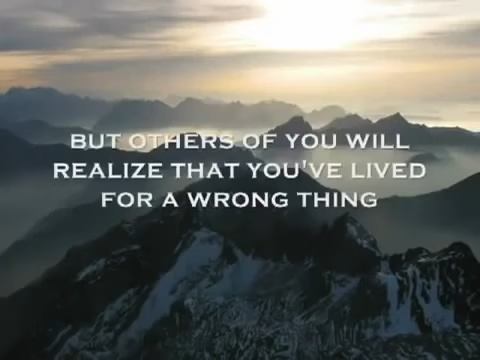 BUT OTHERS OF YOU WILL
REALIZE THAT YOU'VE LIVED
FOR A WRONG THING